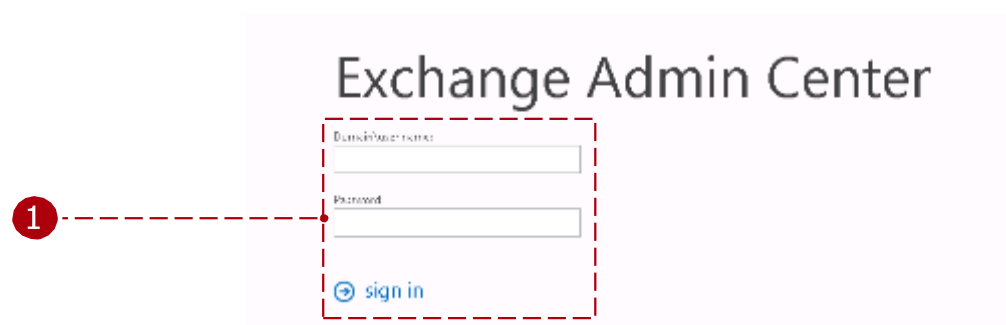 Exchange Admin Center
Domain\user name:
Password:
1
sign in